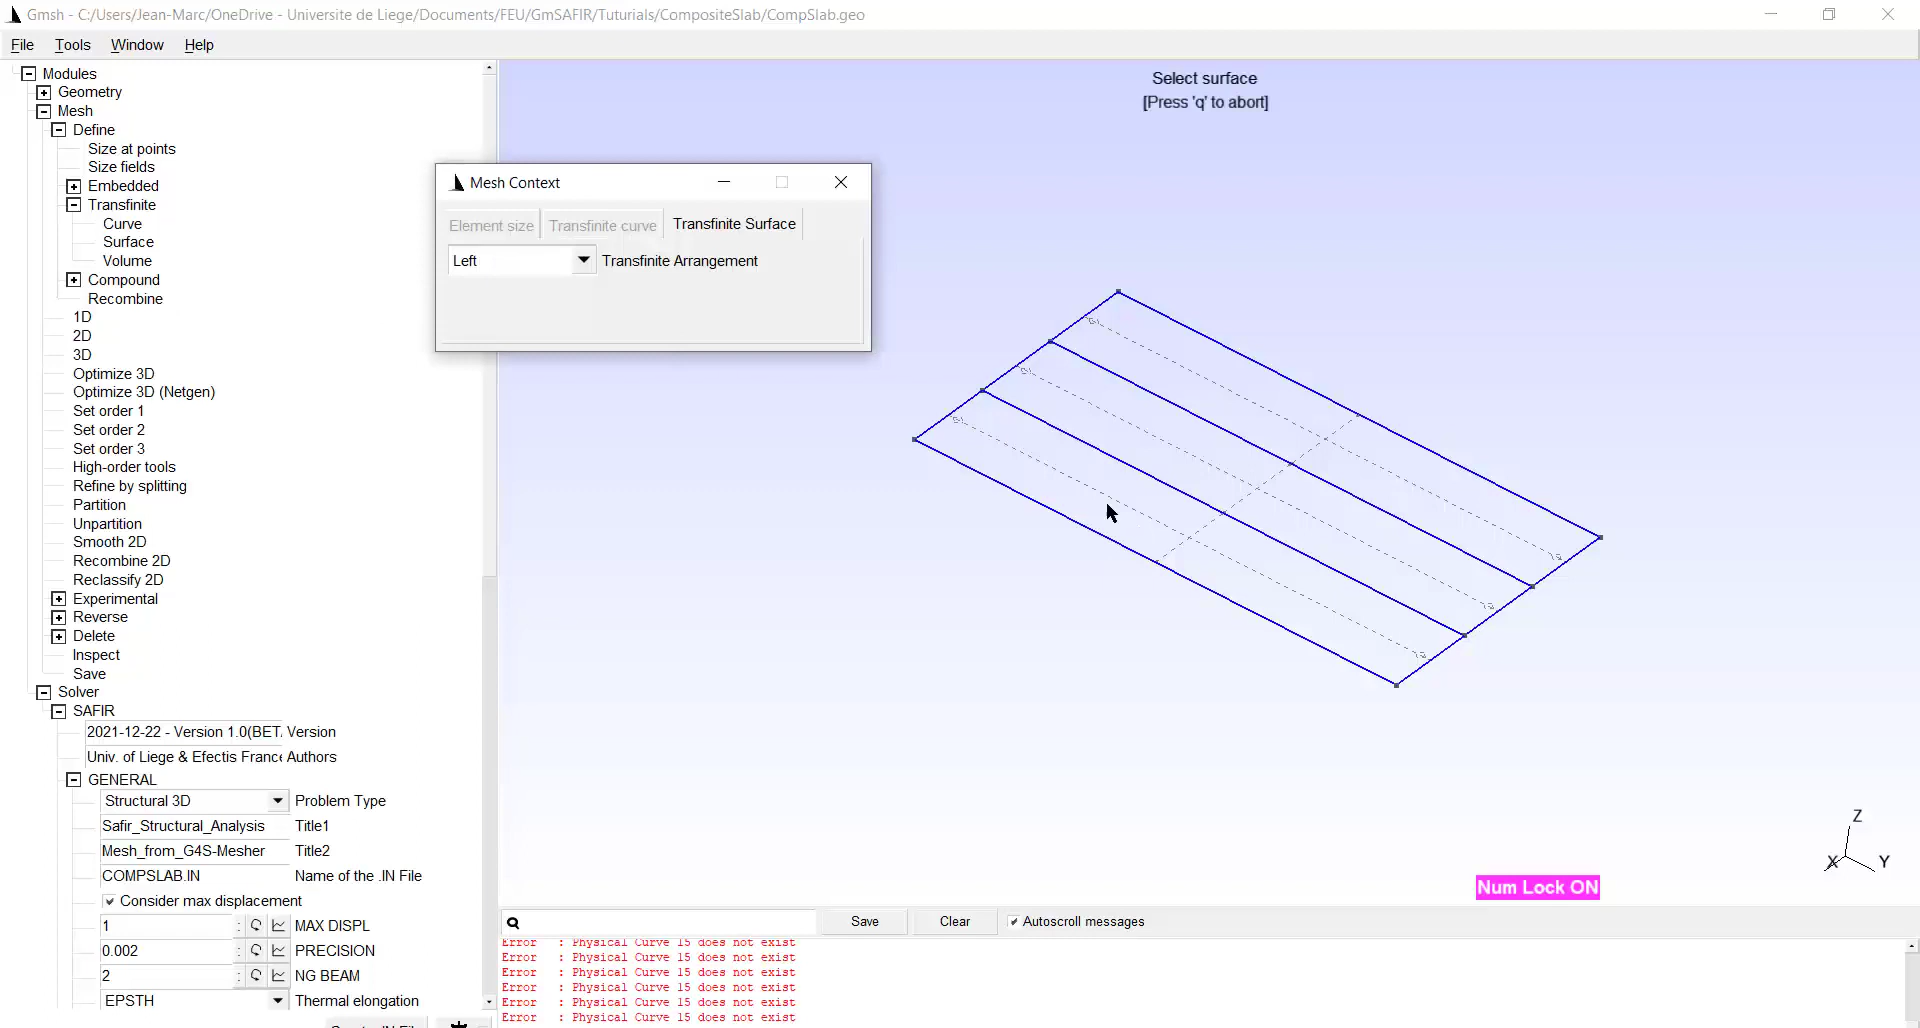 Gmsh - C:/Users/Jean-Marc/OneDrive - Universite de Liege/Documents/FEU/GmSAFIR/Tuturials/CompositeSlab/CompSlab.geo
File Tools Window Help
Modules
Geometry
Mesh
Define
Size at points
Size fields
Embedded
Transfinite
Curve
Surface
Volume
Compound
Recombine
1D
2D
3D
Optimize 3D
Optimize 3D (Netgen)
Set order 1
Set order 2
Set order 3
High-order tools
Refine by splitting
Partition
Unpartition
Smooth 2D
Recombine 2D
Reclassify 2D
Experimental
Reverse
Delete
Inspect
Save
Solver
SAFIR
2021-12-22 - Version 1.0(BET. Version
Univ. of Liege & Efectis France Authors
GENERAL
Structural 3D Problem Type
Safir_Structural_Analysis Title1
Mesh_from_G4S-Mesher Title2
COMPSLAB.IN Name of the .IN File
Consider max displacement
1 : MAX DISPL
0.002 : PRECISION
2 : NG BEAM
EPSTH Thermal elongation
Mesh Context
Element size Transfinite curve Transfinite Surface
Left Transfinite Arrangement
Select surface
[Press 'q' to abort]
Z
X Y
Num Lock ON
Save Clear Autoscroll messages
Error : Physical Curve 15 does not exist
Error : Physical Curve 15 does not exist
Error : Physical Curve 15 does not exist
Error : Physical Curve 15 does not exist
Error : Physical Curve 15 does not exist
Error : Physical Curve 15 does not exist